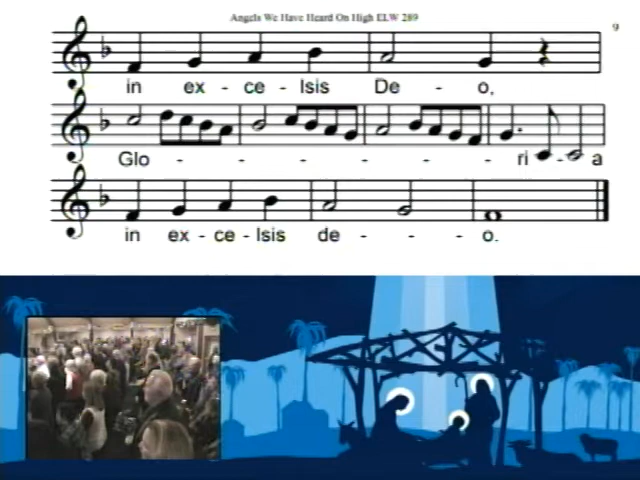 Angels We Have Heard On High ELW 289
9
in ex - ce - lsis De - o,
Glo - - - - - - ri - a
in ex - ce - lsis de - - - o.